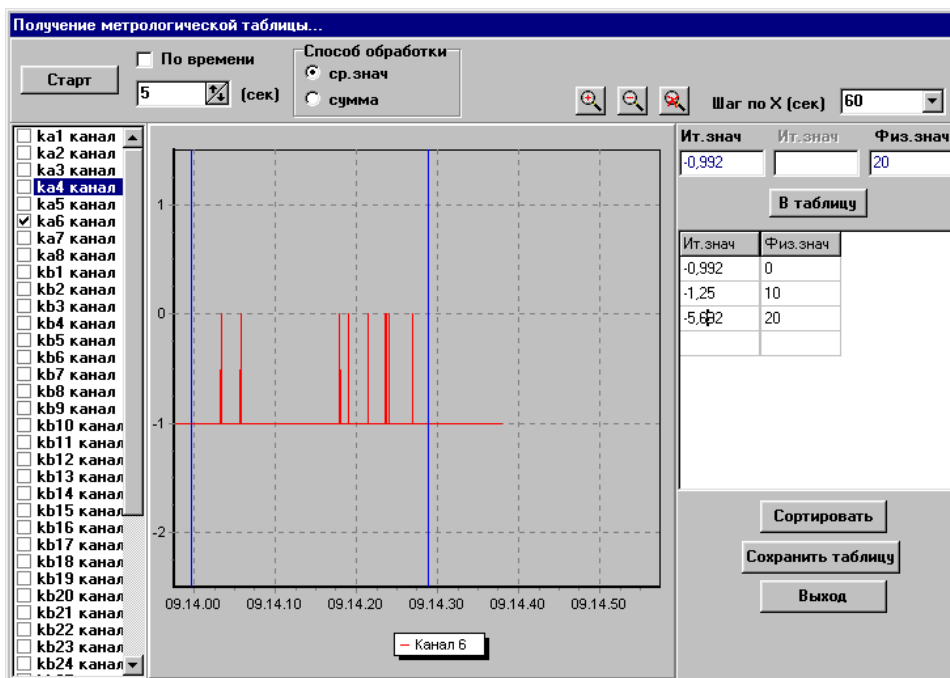 Получение метрологической таблицы...
Старт
По времени
5
(сек)
Способ обработки
ср.знач
сумма
Шаг по X (сек)
60
ka1 канал
ka2 канал
ka3 канал
ka4 канал
ka5 канал
ka6 канал
ka7 канал
ka8 канал
kb1 канал
kb2 канал
kb3 канал
kb4 канал
kb5 канал
kb6 канал
kb7 канал
kb8 канал
kb9 канал
kb10 канал
kb11 канал
kb12 канал
kb13 канал
kb14 канал
kb15 канал
kb16 канал
kb17 канал
kb18 канал
kb19 канал
kb20 канал
kb21 канал
kb22 канал
kb23 канал
kb24 канал
1
0
-1
-2
09.14.00 09.14.10 09.14.20 09.14.30 09.14.40 09.14.50
Канал 6
Ит.знач Ит.знач Физ.знач
-0,992 20
В таблицу
Ит.знач Физ.знач
-0,992 0
-1,25 10
20
Сортировать
Сохранить таблицу
Выход